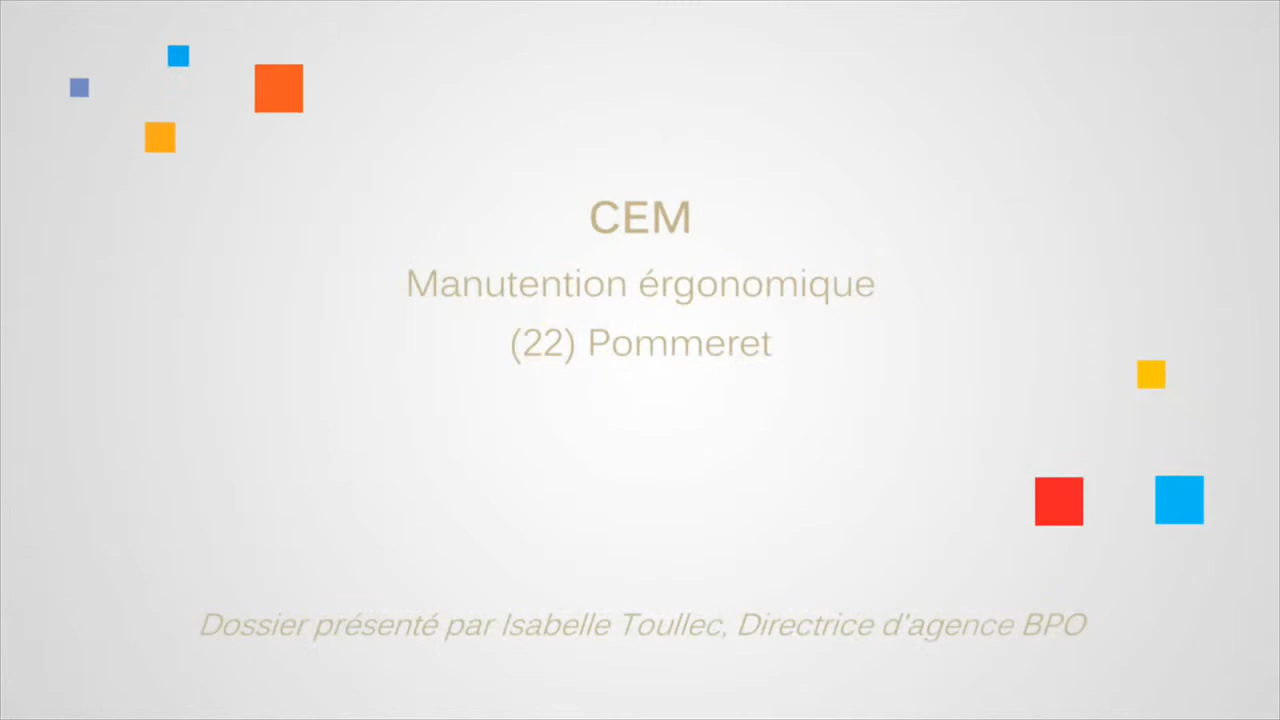 CEM
Manutention érgonomique
(22) Pommeret
Dossier présenté par Isabelle Toullec, Directrice d'agence BPO